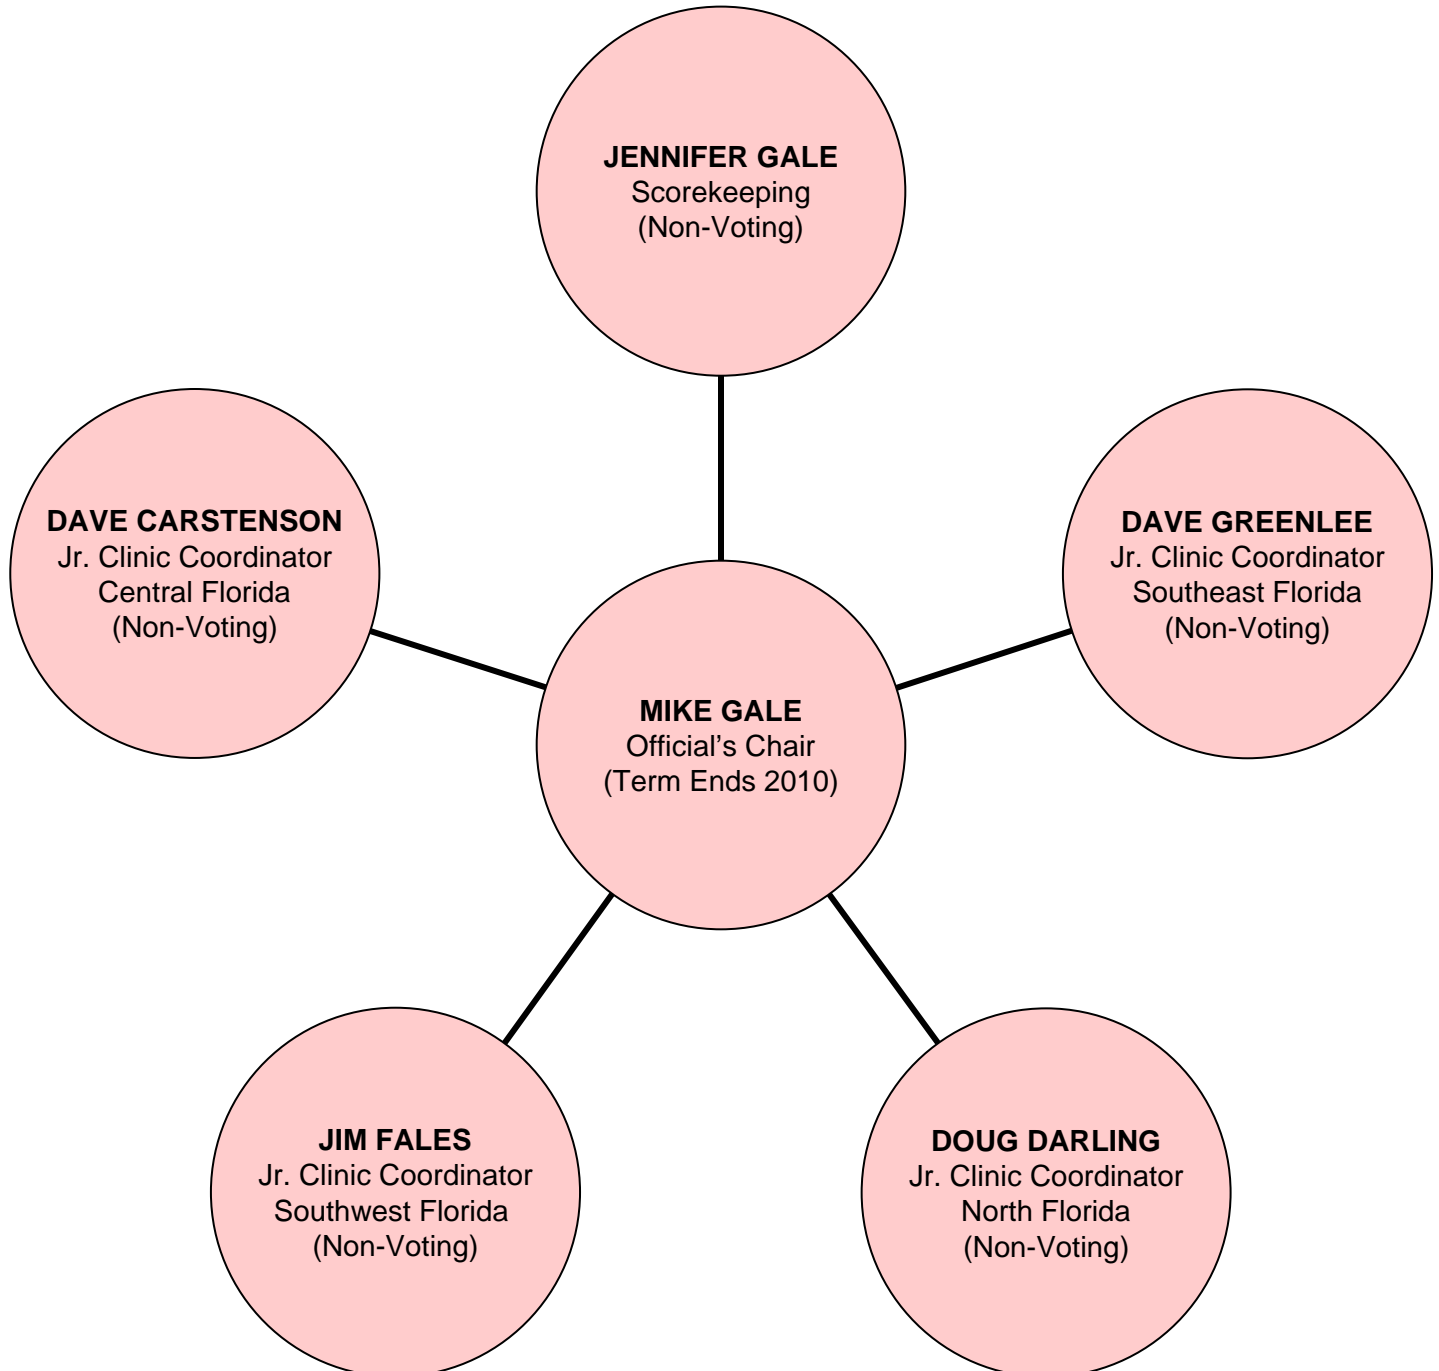 JENNIFER GALE
Scorekeeping
(Non-Voting)
DAVE CARSTENSON
Jr. Clinic Coordinator
Central Florida
(Non-Voting)
DAVE GREENLEE
Jr. Clinic Coordinator
Southeast Florida
(Non-Voting)
MIKE GALE
Official's Chair
(Term Ends 2010)
JIM FALES
Jr. Clinic Coordinator
Southwest Florida
(Non-Voting)
DOUG DARLING
Jr. Clinic Coordinator
North Florida
(Non-Voting)